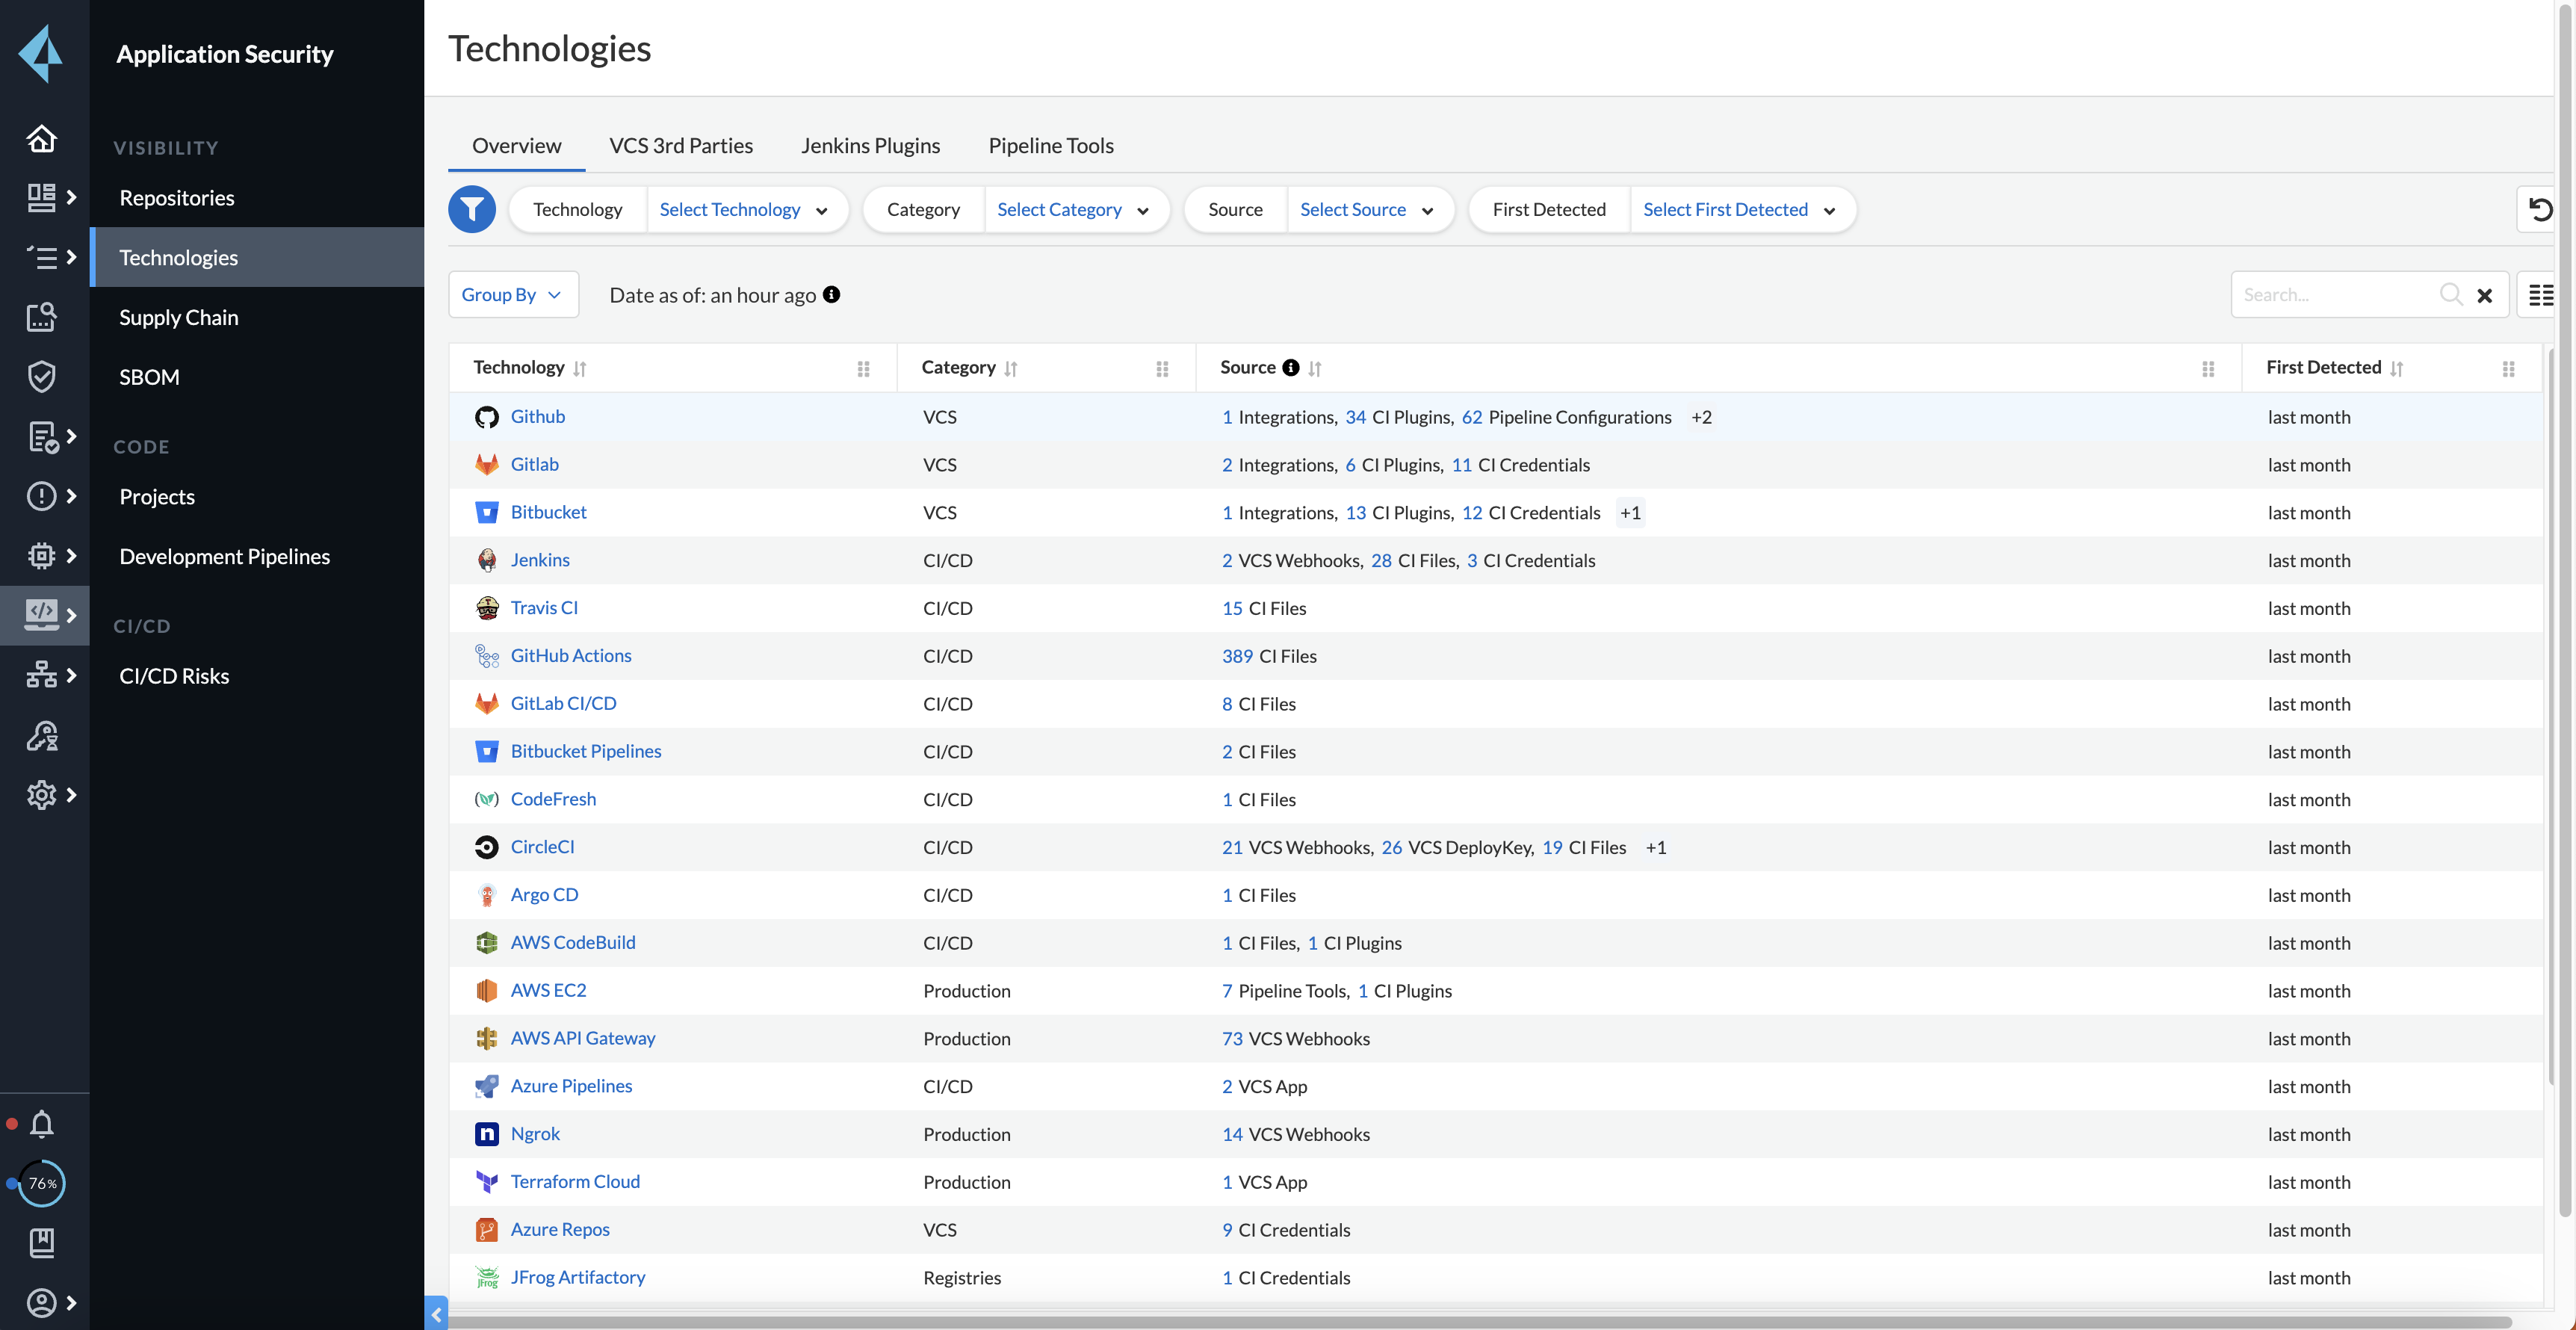 Application Security
VISIBILITY
Repositories
Technologies
Supply Chain
SBOM
CODE
Projects
Development Pipelines
CI/CD
CI/CD Risks
76%
Technologies
Overview VCS 3rd Parties Jenkins Plugins Pipeline Tools
Technology Select Technology Category Select Category Source Select Source First Detected Select First Detected
Group By Date as of: an hour ago Search...
Technology Category Source First Detected
Github VCS 1 Integrations, 34 CI Plugins, 62 Pipeline Configurations +2 last month
Gitlab VCS 2 Integrations, 6 CI Plugins, 11 CI Credentials last month
Bitbucket VCS 1 Integrations, 13 CI Plugins, 12 CI Credentials +1 last month
Jenkins CI/CD 2 VCS Webhooks, 28 CI Files, 3 CI Credentials last month
Travis CI CI/CD 15 CI Files last month
GitHub Actions CI/CD 389 CI Files last month
GitLab CI/CD CI/CD 8 CI Files last month
Bitbucket Pipelines CI/CD 2 CI Files last month
CodeFresh CI/CD 1 CI Files last month
CircleCI CI/CD 21 VCS Webhooks, 26 VCS DeployKey, 19 CI Files +1 last month
Argo CD CI/CD 1 CI Files last month
AWS CodeBuild CI/CD 1 CI Files, 1 CI Plugins last month
AWS EC2 Production 7 Pipeline Tools, 1 CI Plugins last month
AWS API Gateway Production 73 VCS Webhooks last month
Azure Pipelines CI/CD 2 VCS App last month
n Ngrok Production 14 VCS Webhooks last month
Terraform Cloud Production 1 VCS App last month
Azure Repos VCS 9 CI Credentials last month
JFrog JFrog Artifactory Registries 1 CI Credentials last month